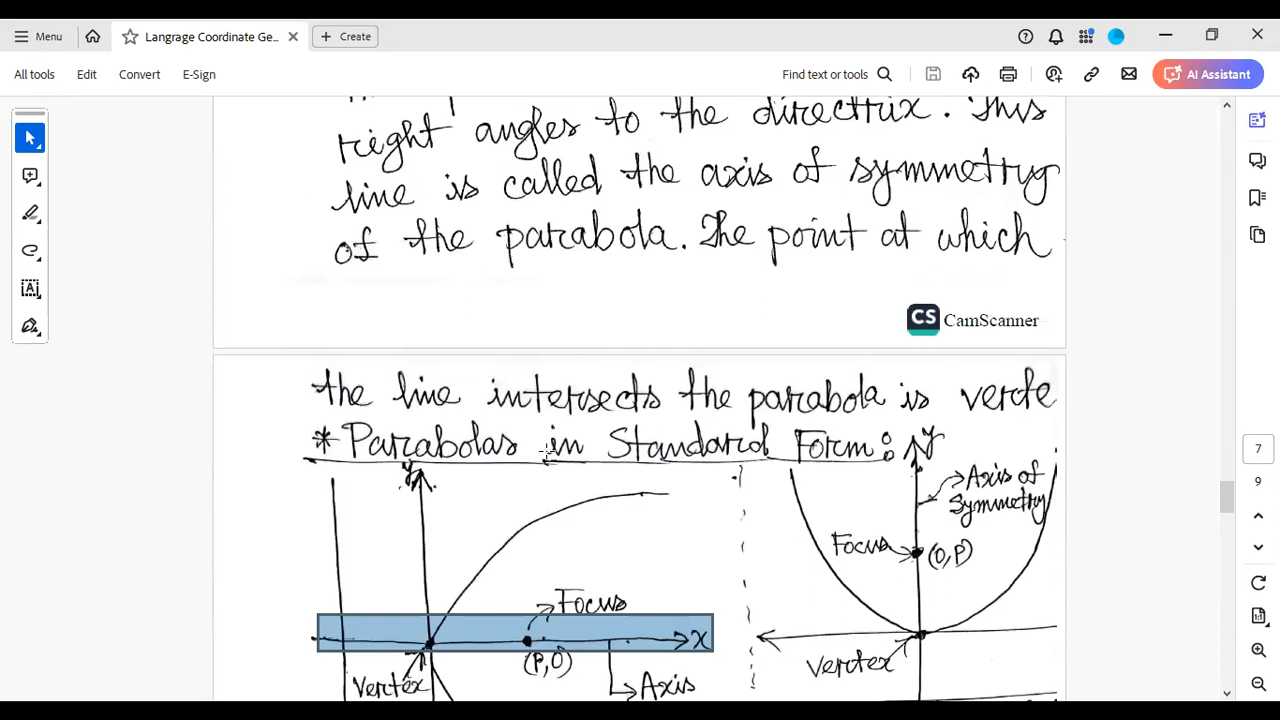 Menu
Langrage Coordinate Ge...
Create
All tools
Edit
Convert
E-Sign
Find text or tools
AI Assistant
right angles to the directrix. This
line is called the axis of symmetry
of the parabola. The point at which
CS CamScanner
the line intersects the parabola is verte
* Parabolas in Standard Form:
y
y
Axis of
Symmetry
Focus
(0,P)
Focus
x
(P,0)
Vertex
Vertex
Axis
7
9